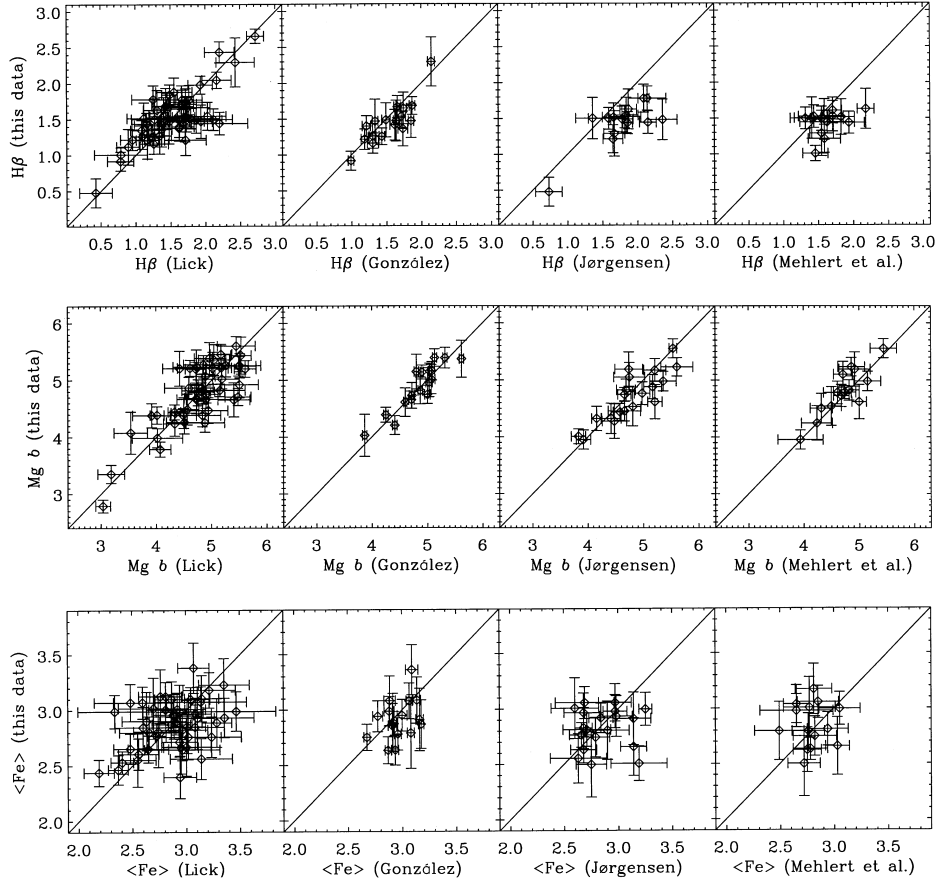 3.0
2.5
2.0
1.5
1.0
0.5
Hβ (this data)
0.5 1.0 1.5 2.0 2.5 3.0 0.5 1.0 1.5 2.0 2.5 3.0 0.5 1.0 1.5 2.0 2.5 3.0 0.5 1.0 1.5 2.0 2.5 3.0
Hβ (Lick) Hβ (González) Hβ (Jørgensen) Hβ (Mehlert et al.)
6
5
4
3
Mg b (this data)
3 4 5 6 3 4 5 6 3 4 5 6 3 4 5 6
Mg b (Lick) Mg b (González) Mg b (Jørgensen) Mg b (Mehlert et al.)
3.5
3.0
2.5
2.0
<Fe> (this data)
2.0 2.5 3.0 3.5 2.0 2.5 3.0 3.5 2.0 2.5 3.0 3.5 2.0 2.5 3.0 3.5
<Fe> (Lick) <Fe> (González) <Fe> (Jørgensen) <Fe> (Mehlert et al.)